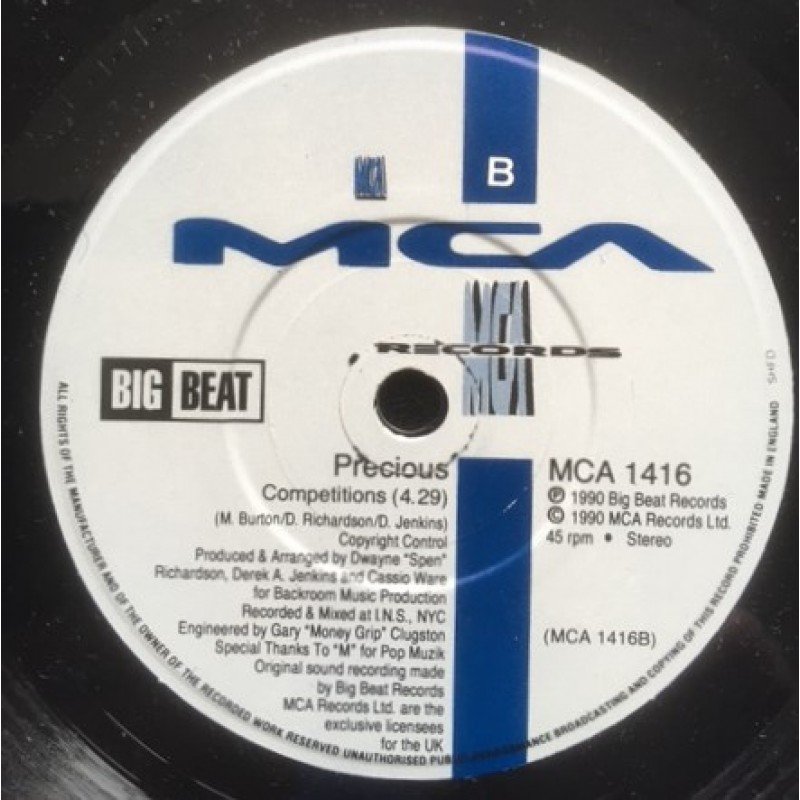 B
MCA
MCA
MCA
RECORDS
BIG BEAT
Precious
Competitions (4.29)
(M. Burton/D. Richardson/D. Jenkins)
Copyright Control
Produced & Arranged by Dwayne "Spen"
Richardson, Derek A. Jenkins and Cassio Ware
for Backroom Music Production
Recorded & Mixed at I.N.S., NYC
Engineered by Gary "Money Grip" Clugston
Special Thanks To "M" for Pop Muzik
Original sound recording made
by Big Beat Records
MCA Records Ltd. are the
exclusive licensees
for the UK
MCA 1416
Ⓟ 1990 Big Beat Records
© 1990 MCA Records Ltd.
45 rpm • Stereo
(MCA 1416B)
ALL RIGHTS OF THE MANUFACTURER AND OF THE OWNER OF THE RECORDED WORK RESERVED UNAUTHORISED PUBLIC PERFORMANCE BROADCASTING AND COPYING OF THIS RECORD PROHIBITED MADE IN ENGLAND